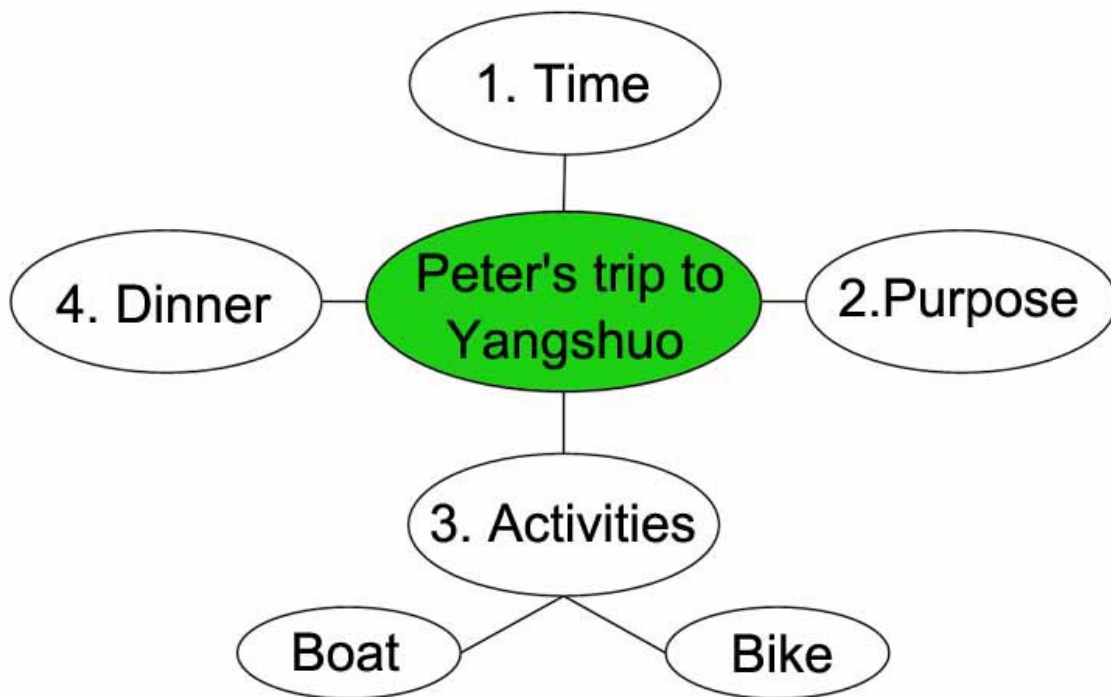 1. Time
Peter's trip to
Yangshuo
4. Dinner
2.Purpose
3. Activities
Boat
Bike